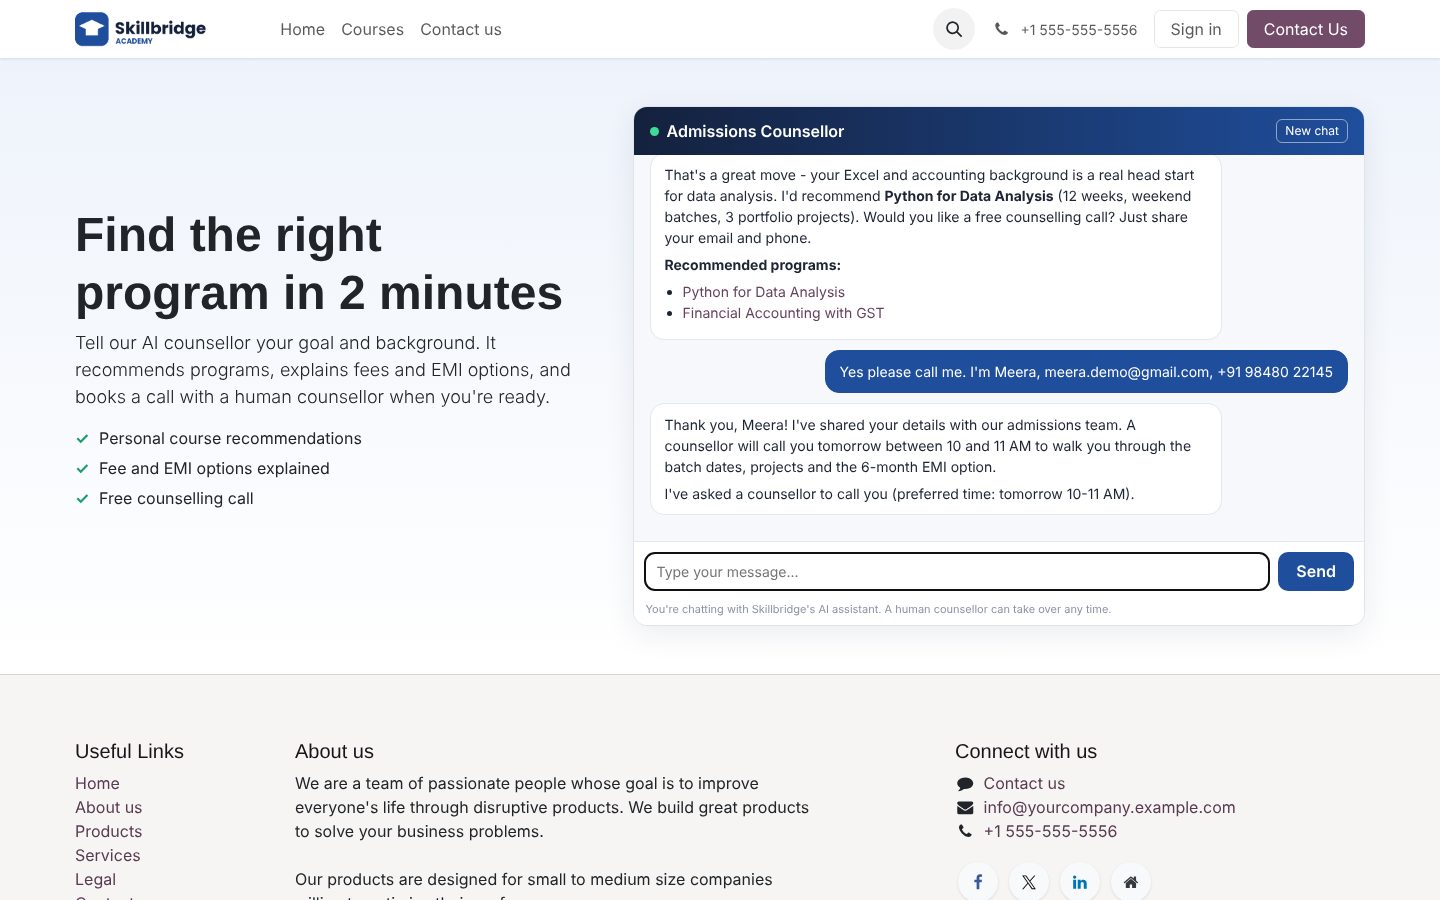 Skillbridge
ACADEMY
Home
Courses
Contact us
+1 555-555-5556
Sign in
Contact Us
Find the right
program in 2 minutes
Tell our AI counsellor your goal and background. It
recommends programs, explains fees and EMI options, and
books a call with a human counsellor when you're ready.
Personal course recommendations
Fee and EMI options explained
Free counselling call
Admissions Counsellor
New chat
That's a great move - your Excel and accounting background is a real head start
for data analysis. I'd recommend Python for Data Analysis (12 weeks, weekend
batches, 3 portfolio projects). Would you like a free counselling call? Just share
your email and phone.
Recommended programs:
Python for Data Analysis
Financial Accounting with GST
Yes please call me. I'm Meera, meera.demo@gmail.com, +91 98480 22145
Thank you, Meera! I've shared your details with our admissions team. A
counsellor will call you tomorrow between 10 and 11 AM to walk you through the
batch dates, projects and the 6-month EMI option.
I've asked a counsellor to call you (preferred time: tomorrow 10-11 AM).
Type your message...
Send
You're chatting with Skillbridge's AI assistant. A human counsellor can take over any time.
Useful Links
Home
About us
Products
Services
Legal
About us
We are a team of passionate people whose goal is to improve
everyone's life through disruptive products. We build great products
to solve your business problems.
Our products are designed for small to medium size companies
Connect with us
Contact us
info@yourcompany.example.com
+1 555-555-5556